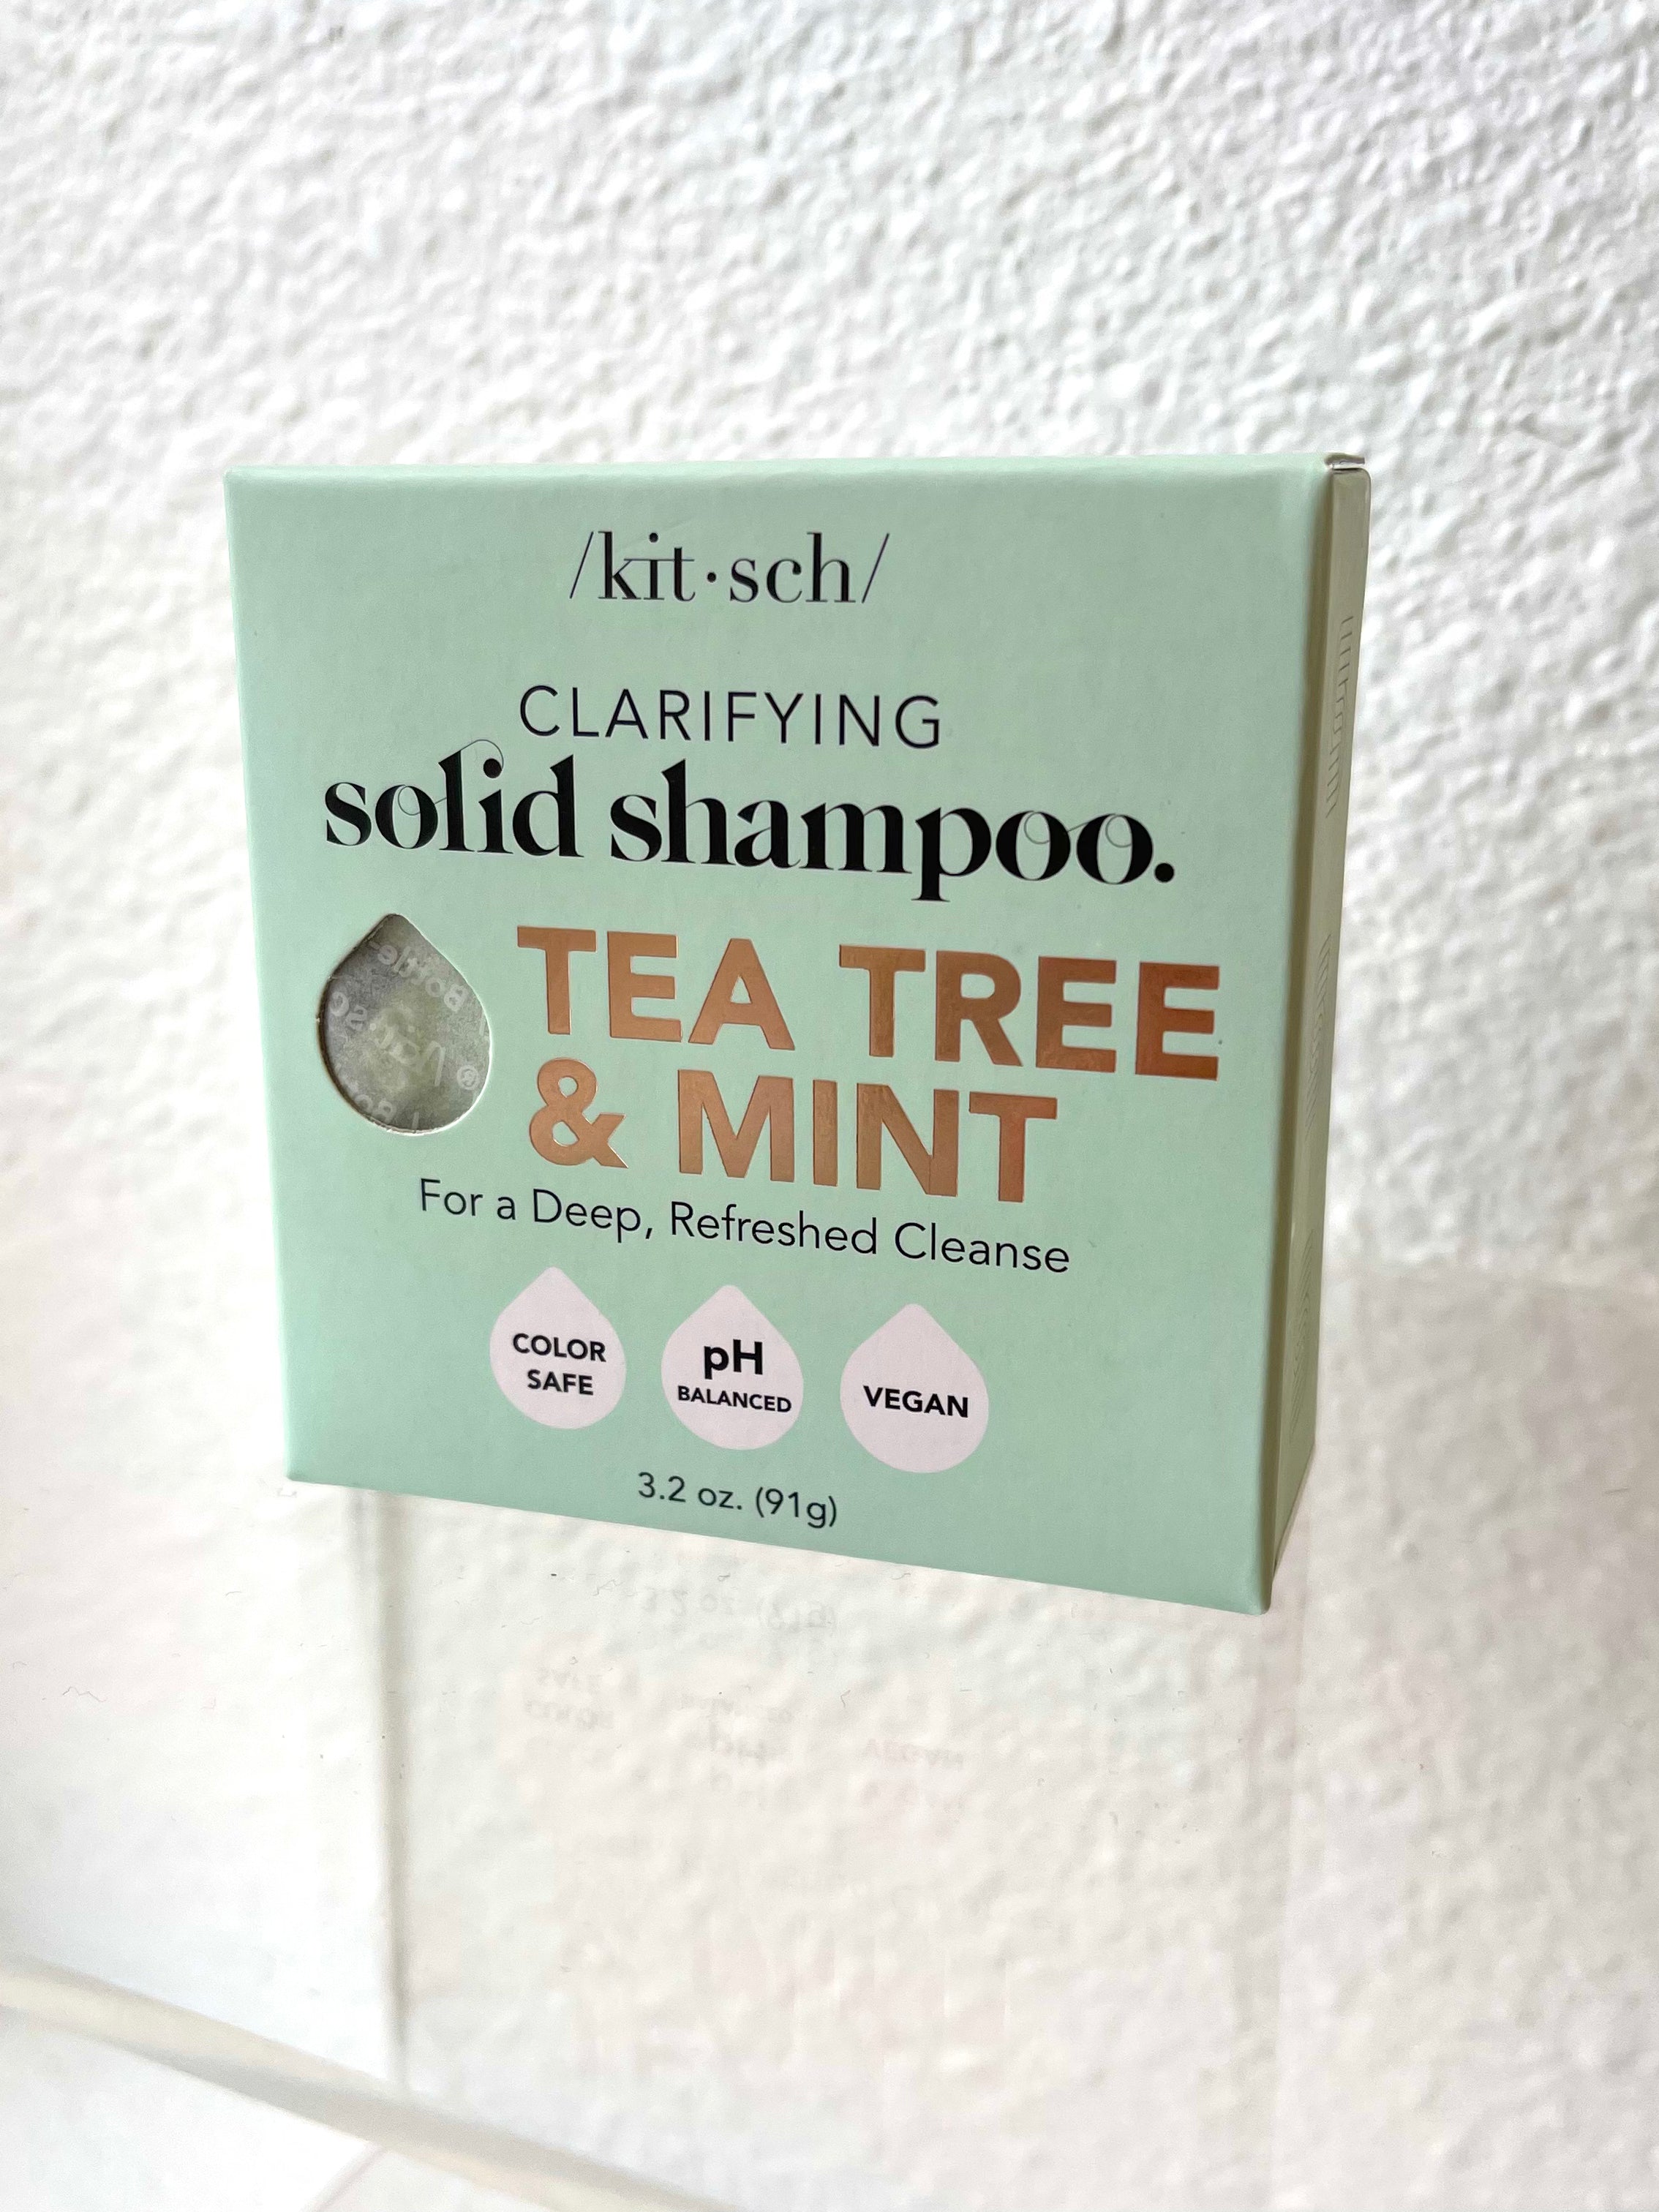 /kit·sch/
CLARIFYING
solid shampoo.
TEA TREE
& MINT
For a Deep, Refreshed Cleanse
COLOR
SAFE
pH
BALANCED
VEGAN
3.2 oz. (91g)